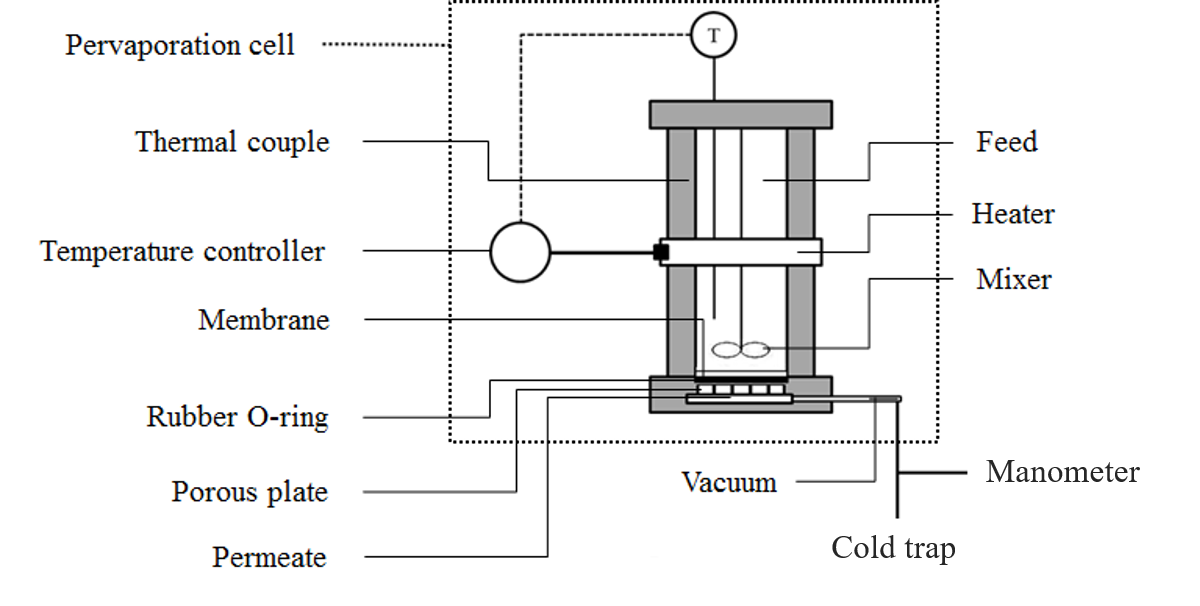 Pervaporation cell
T
Thermal couple
Feed
Heater
Temperature controller
Mixer
Membrane
Rubber O-ring
Manometer
Vacuum
Porous plate
Cold trap
Permeate